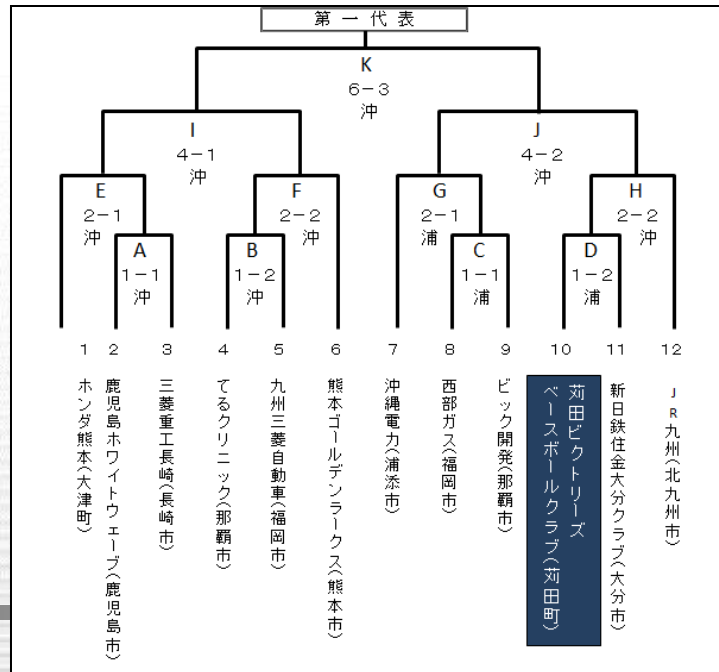 第一代表
K
6-3
沖
I
4-1
沖
J
4-2
沖
E
2-1
沖
F
2-2
沖
G
2-1
浦
H
2-2
沖
A
1-1
沖
B
1-2
沖
C
1-1
浦
D
1-2
浦
1
2
3
4
5
6
7
8
9
10
11
12
ホンダ熊本(大津町)
鹿児島ホワイトウェーブ(鹿児島市)
三菱重工長崎(長崎市)
てるクリニック(那覇市)
九州三菱自動車(福岡市)
熊本ゴールデンラークス(熊本市)
沖縄電力(浦添市)
西部ガス(福岡市)
ビック開発(那覇市)
苅田ビクトリーズ
ベースボールクラブ(苅田町)
新日鉄住金大分クラブ(大分市)
JR九州(北九州市)